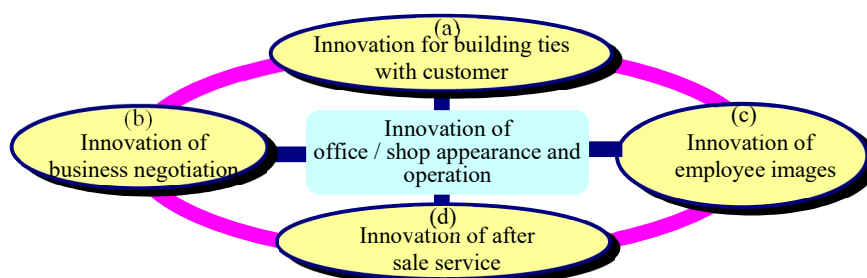 (a)
Innovation for building ties
with customer
(b)
Innovation of
business negotiation
Innovation of
office / shop appearance and
operation
(c)
Innovation of
employee images
(d)
Innovation of after
sale service